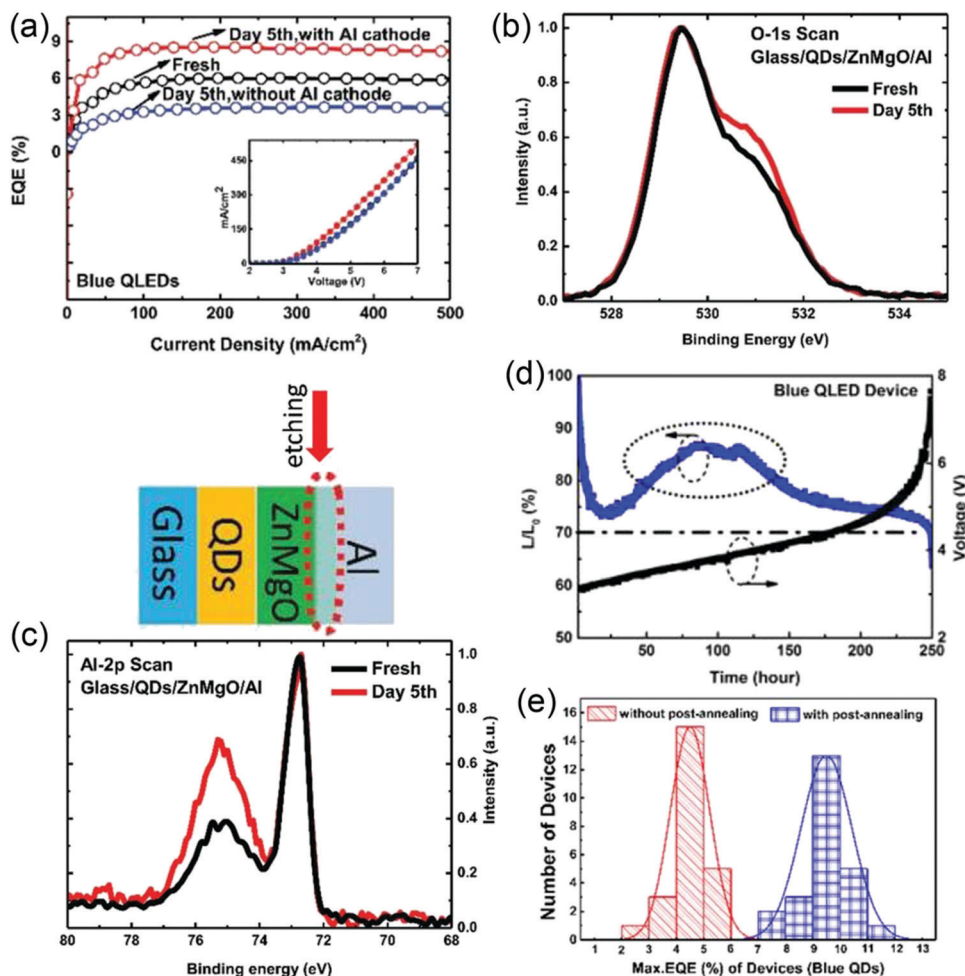 (a)
EQE (%)
9
6
3
0
Day 5th,with Al cathode
Fresh
Day 5th,without Al cathode
mA/cm²
450
300
150
0
2 3 4 5 6 7
Voltage (V)
Blue QLEDs
0 100 200 300 400 500
Current Density (mA/cm²)
(b)
Intensity (a.u.)
1.0
0.8
0.6
0.4
0.2
0.0
O-1s Scan
Glass/QDs/ZnMgO/Al
Fresh
Day 5th
528 530 532 534
Binding Energy (eV)
etching
Glass
QDs
ZnMgO
Al
(c)
Al-2p Scan
Glass/QDs/ZnMgO/Al
Fresh
Day 5th
1.0
0.8
0.6
0.4
0.2
0.0
Intensity (a.u.)
80 78 76 74 72 70 68
Binding energy (eV)
(d)
L/L₀ (%)
100
90
80
70
60
50
Blue QLED Device
8
6
4
2
Voltage (V)
0 50 100 150 200 250
Time (hour)
(e)
Number of Devices
16
14
12
10
8
6
4
2
0
without post-annealing
with post-annealing
1 2 3 4 5 6 7 8 9 10 11 12 13
Max.EQE (%) of Devices (Blue QDs)